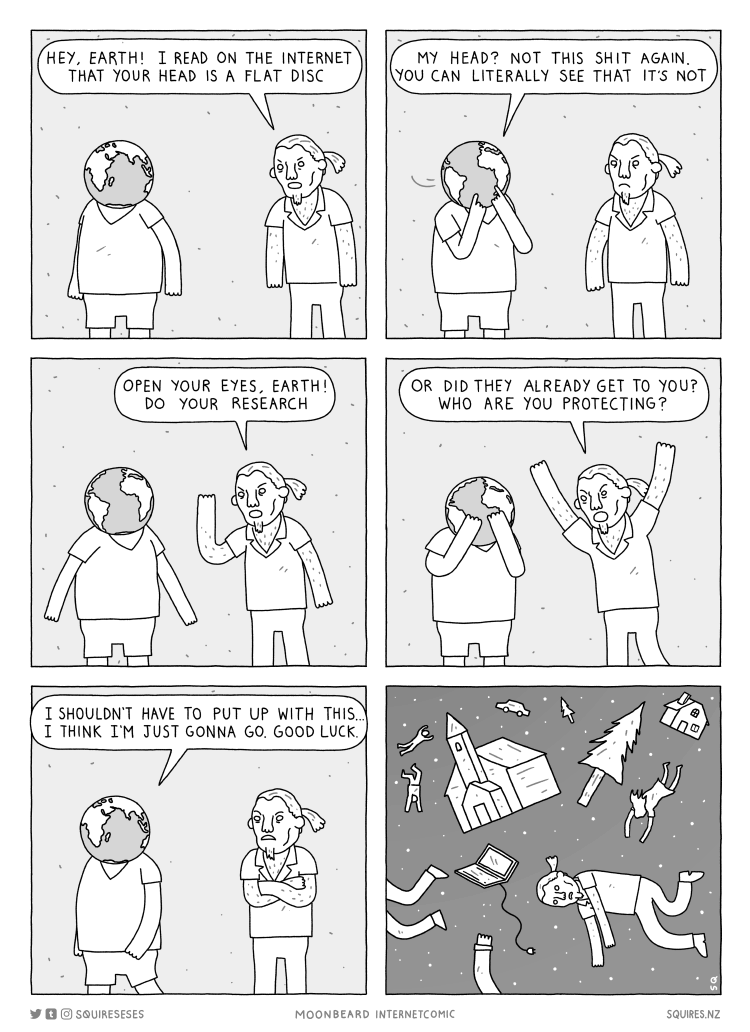 HEY, EARTH! I READ ON THE INTERNET
THAT YOUR HEAD IS A FLAT DISC
MY HEAD? NOT THIS SHIT AGAIN.
YOU CAN LITERALLY SEE THAT IT'S NOT
OPEN YOUR EYES, EARTH!
DO YOUR RESEARCH
OR DID THEY ALREADY GET TO YOU?
WHO ARE YOU PROTECTING?
I SHOULDN'T HAVE TO PUT UP WITH THIS...
I THINK I'M JUST GONNA GO. GOOD LUCK.
SQ
SQUIRESESES
MOONBEARD INTERNETCOMIC
SQUIRES.NZ